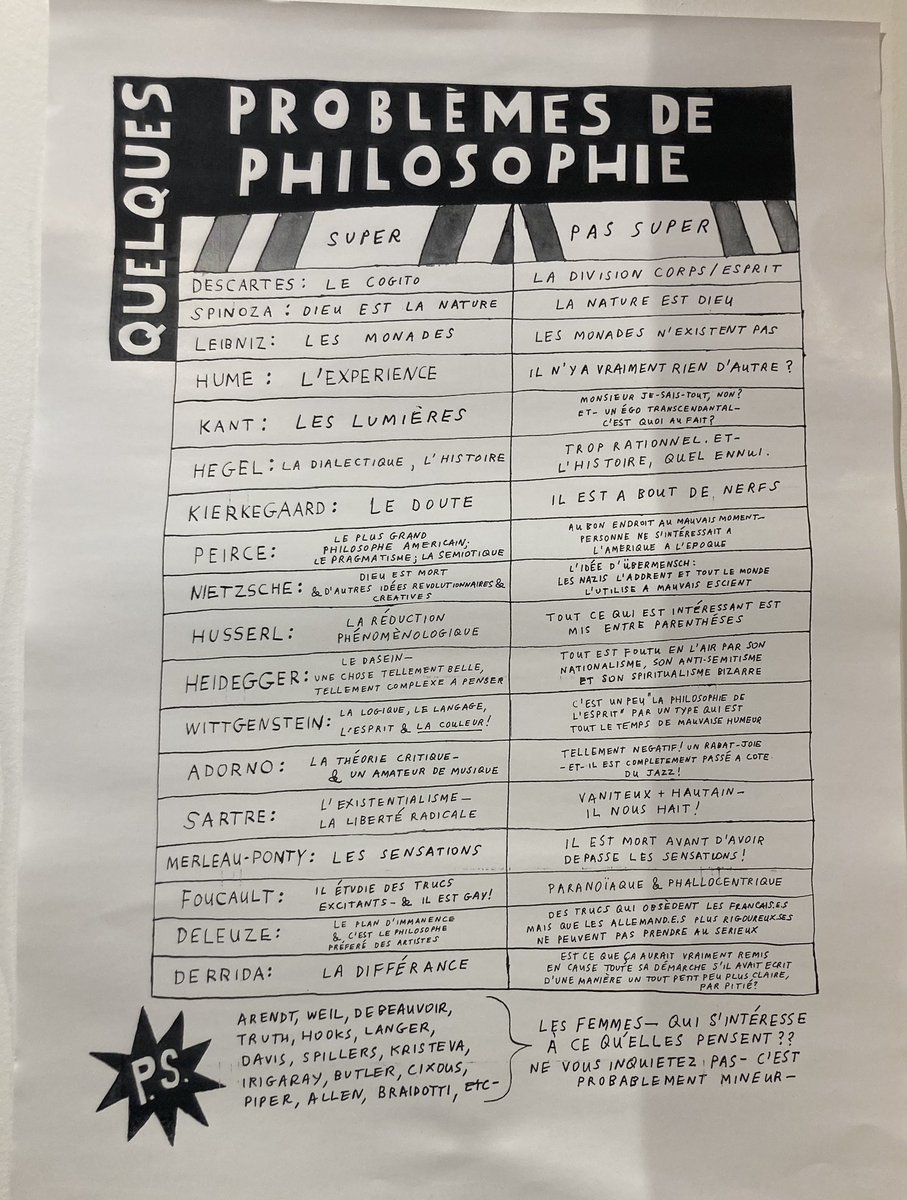 QUELQUES
PROBLÈMES DE
PHILOSOPHIE
SUPER
PAS SUPER
DESCARTES: LE COGITO
LA DIVISION CORPS/ESPRIT
SPINOZA: DIEU EST LA NATURE
LA NATURE EST DIEU
LEIBNIZ: LES MONADES
LES MONADES N'EXISTENT PAS
HUME: L'EXPERIENCE
IL N'Y A VRAIMENT RIEN D'AUTRE?
KANT: LES LUMIÈRES
MONSIEUR JE-SAIS-TOUT, NON?
ET- UN ÉGO TRANSCENDANTAL-
C'EST QUOI AU FAIT?
HEGEL: LA DIALECTIQUE, L'HISTOIRE
TROP RATIONNEL. ET-
L'HISTOIRE, QUEL ENNUI.
KIERKEGAARD: LE DOUTE
IL EST A BOUT DE NERFS
PEIRCE:
LE PLUS GRAND
PHILOSOPHE AMERICAIN;
LE PRAGMATISME; LA SEMIOTIQUE
AU BON ENDROIT AU MAUVAIS MOMENT-
PERSONNE NE S'INTÉRESSAIT A
L'AMERIQUE A L'EPOQUE
NIETZSCHE:
DIEU EST MORT
& D'AUTRES IDÉES REVOLUTIONNAIRES &
CREATIVES
L'IDÉE D'ÜBERMENSCH:
LES NAZIS L'ADORENT ET TOUT LE MONDE
L'UTILISE A MAUVAIS ESCIENT
HUSSERL:
LA RÉDUCTION
PHÉNOMÈNOLOGIQUE
TOUT CE QUI EST INTÉRESSANT EST
MIS ENTRE PARENTHÈSES
HEIDEGGER:
LE DASEIN-
UNE CHOSE TELLEMENT BELLE,
TELLEMENT COMPLEXE A PENSER
TOUT EST FOUTU EN L'AIR PAR SON
NATIONALISME, SON ANTI-SEMITISME
ET SON SPIRITUALISME BIZARRE
WITTGENSTEIN:
LA LOGIQUE, LE LANGAGE,
L'ESPRIT & LA COULEUR!
C'EST UN PEU "LA PHILOSOPHIE DE
L'ESPRIT" PAR UN TYPE QUI EST
TOUT LE TEMPS DE MAUVAISE HUMEUR
ADORNO:
LA THÉORIE CRITIQUE-
& UN AMATEUR DE MUSIQUE
TELLEMENT NEGATIF! UN RABAT-JOIE
-ET- IL EST COMPLETEMENT PASSÉ A COTE
DU JAZZ!
SARTRE:
L'EXISTENTIALISME-
LA LIBERTÉ RADICALE
VANITEUX + HAUTAIN-
IL NOUS HAIT!
MERLEAU-PONTY: LES SENSATIONS
IL EST MORT AVANT D'AVOIR
DEPASSE LES SENSATIONS!
FOUCAULT:
IL ÉTUDIE DES TRUCS
EXCITANTS- & IL EST GAY!
PARANOÏAQUE & PHALLOCENTRIQUE
DELEUZE:
LE PLAN D'IMMANENCE
& C'EST LE PHILOSOPHE
PRÉFERÉ DES ARTISTES
DES TRUCS QUI OBSÈDENT LES FRANCAIS.ES
MAIS QUE LES ALLEMAND.E.S PLUS RIGOUREUX.SES
NE PEUVENT PAS PRENDRE AU SERIEUX
DERRIDA: LA DIFFÉRANCE
EST CE QUE ÇA AURAIT VRAIMENT REMIS
EN CAUSE TOUTE SA DÉMARCHE S'IL AVAIT ECRIT
D'UNE MANIÈRE UN TOUT PETIT PEU PLUS CLAIRE,
PAR PITIÉ?
P.S.
ARENDT, WEIL, DEBEAUVOIR,
TRUTH, HOOKS, LANGER,
DAVIS, SPILLERS, KRISTEVA,
IRIGARAY, BUTLER, CIXOUS,
PIPER, ALLEN, BRAIDOTTI, ETC-
LES FEMMES- QUI S'INTÉRESSE
À CE QU'ELLES PENSENT??
NE VOUS INQUIETEZ PAS- C'EST
PROBABLEMENT MINEUR-